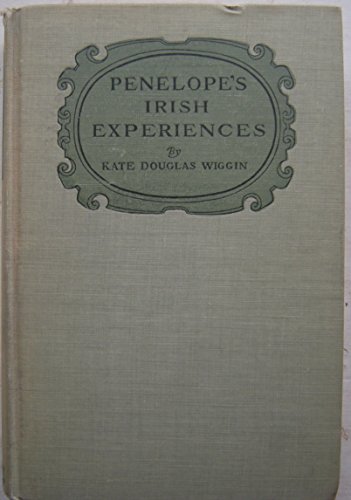 PENELOPE'S
IRISH
EXPERIENCES
By
KATE DOUGLAS WIGGIN